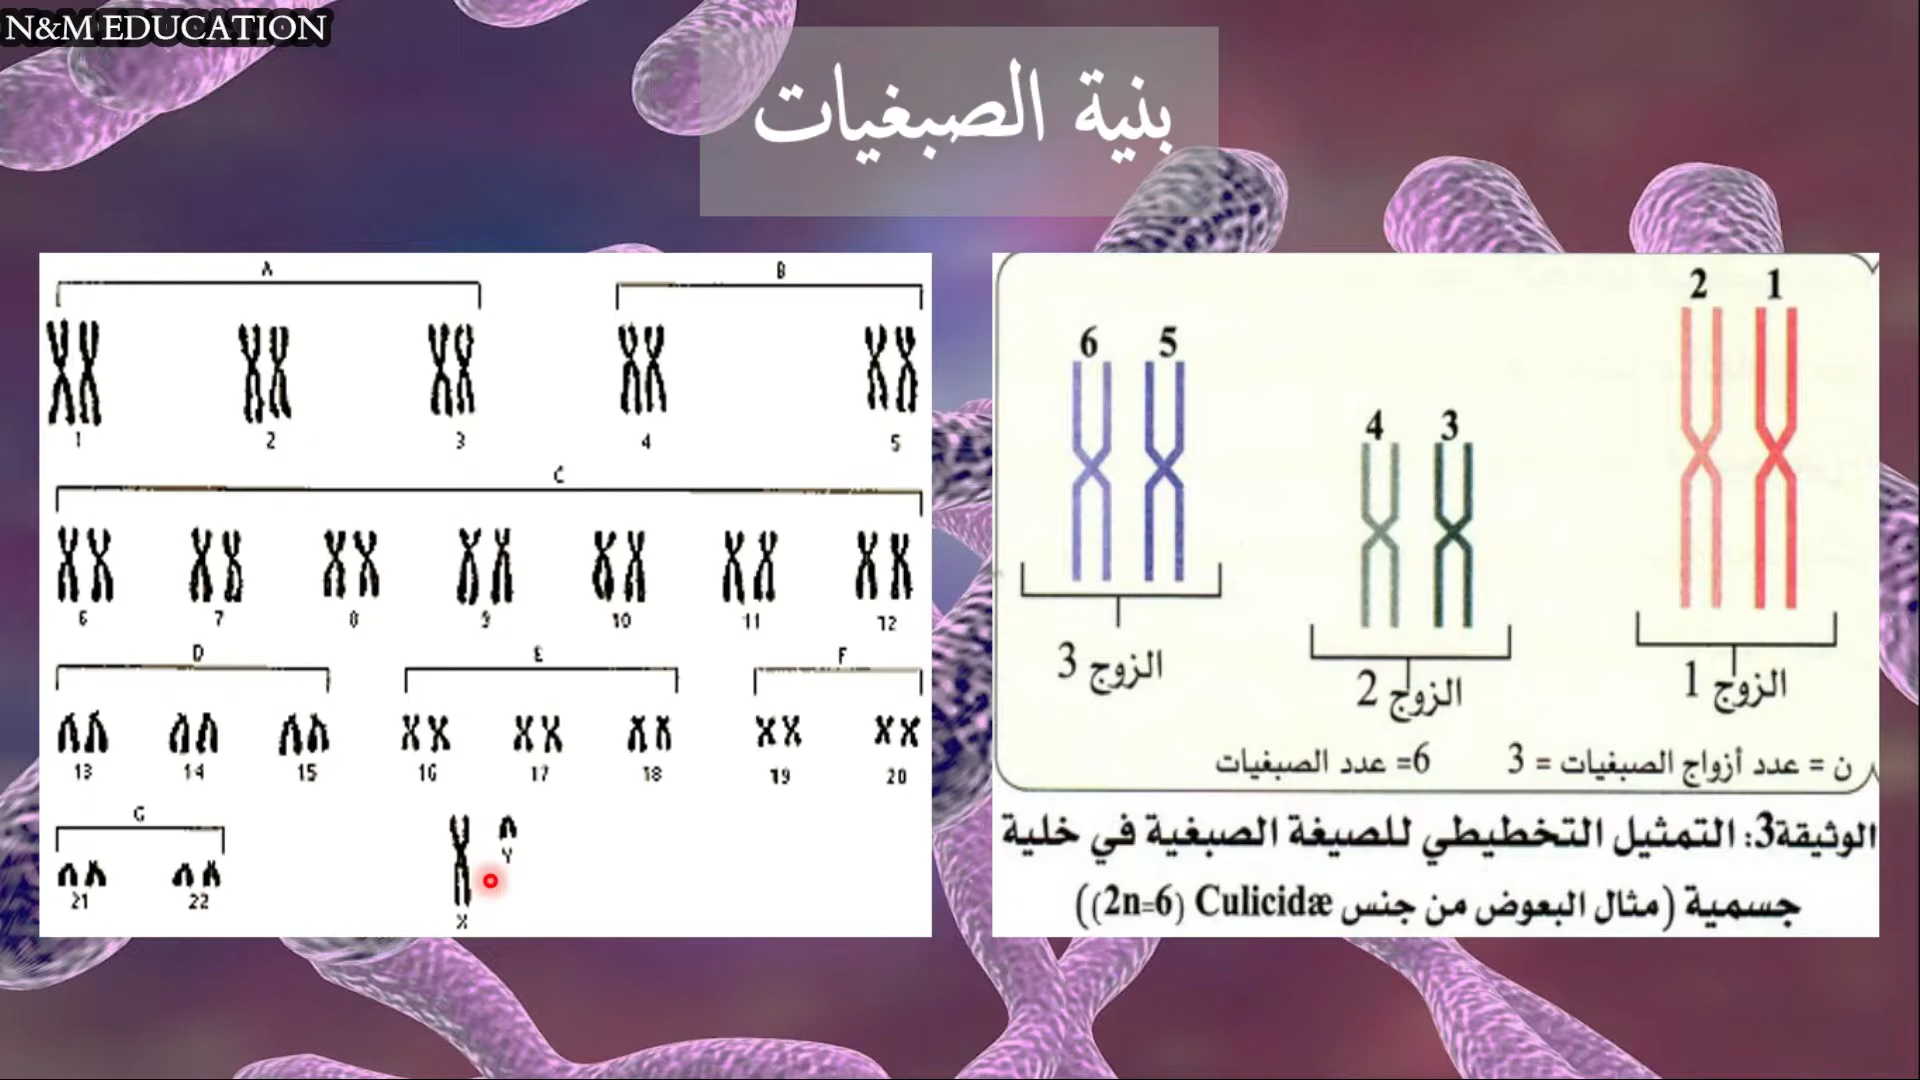 N&M EDUCATION
بنية الصبغيات
A B
1 2 3 4 5
C
6 7 8 9 10 11 12
D E F
13 14 15 16 17 18 19 20
G
21 22 X Y
6 5 4 3 2 1
الزوج 3 الزوج 2 الزوج 1
ن = عدد أزواج الصبغيات = 3 6= عدد الصبغيات
الوثيقة3: التمثيل التخطيطي للصيغة الصبغية في خلية
جسمية (مثال البعوض من جنس Culicidæ (2n=6))